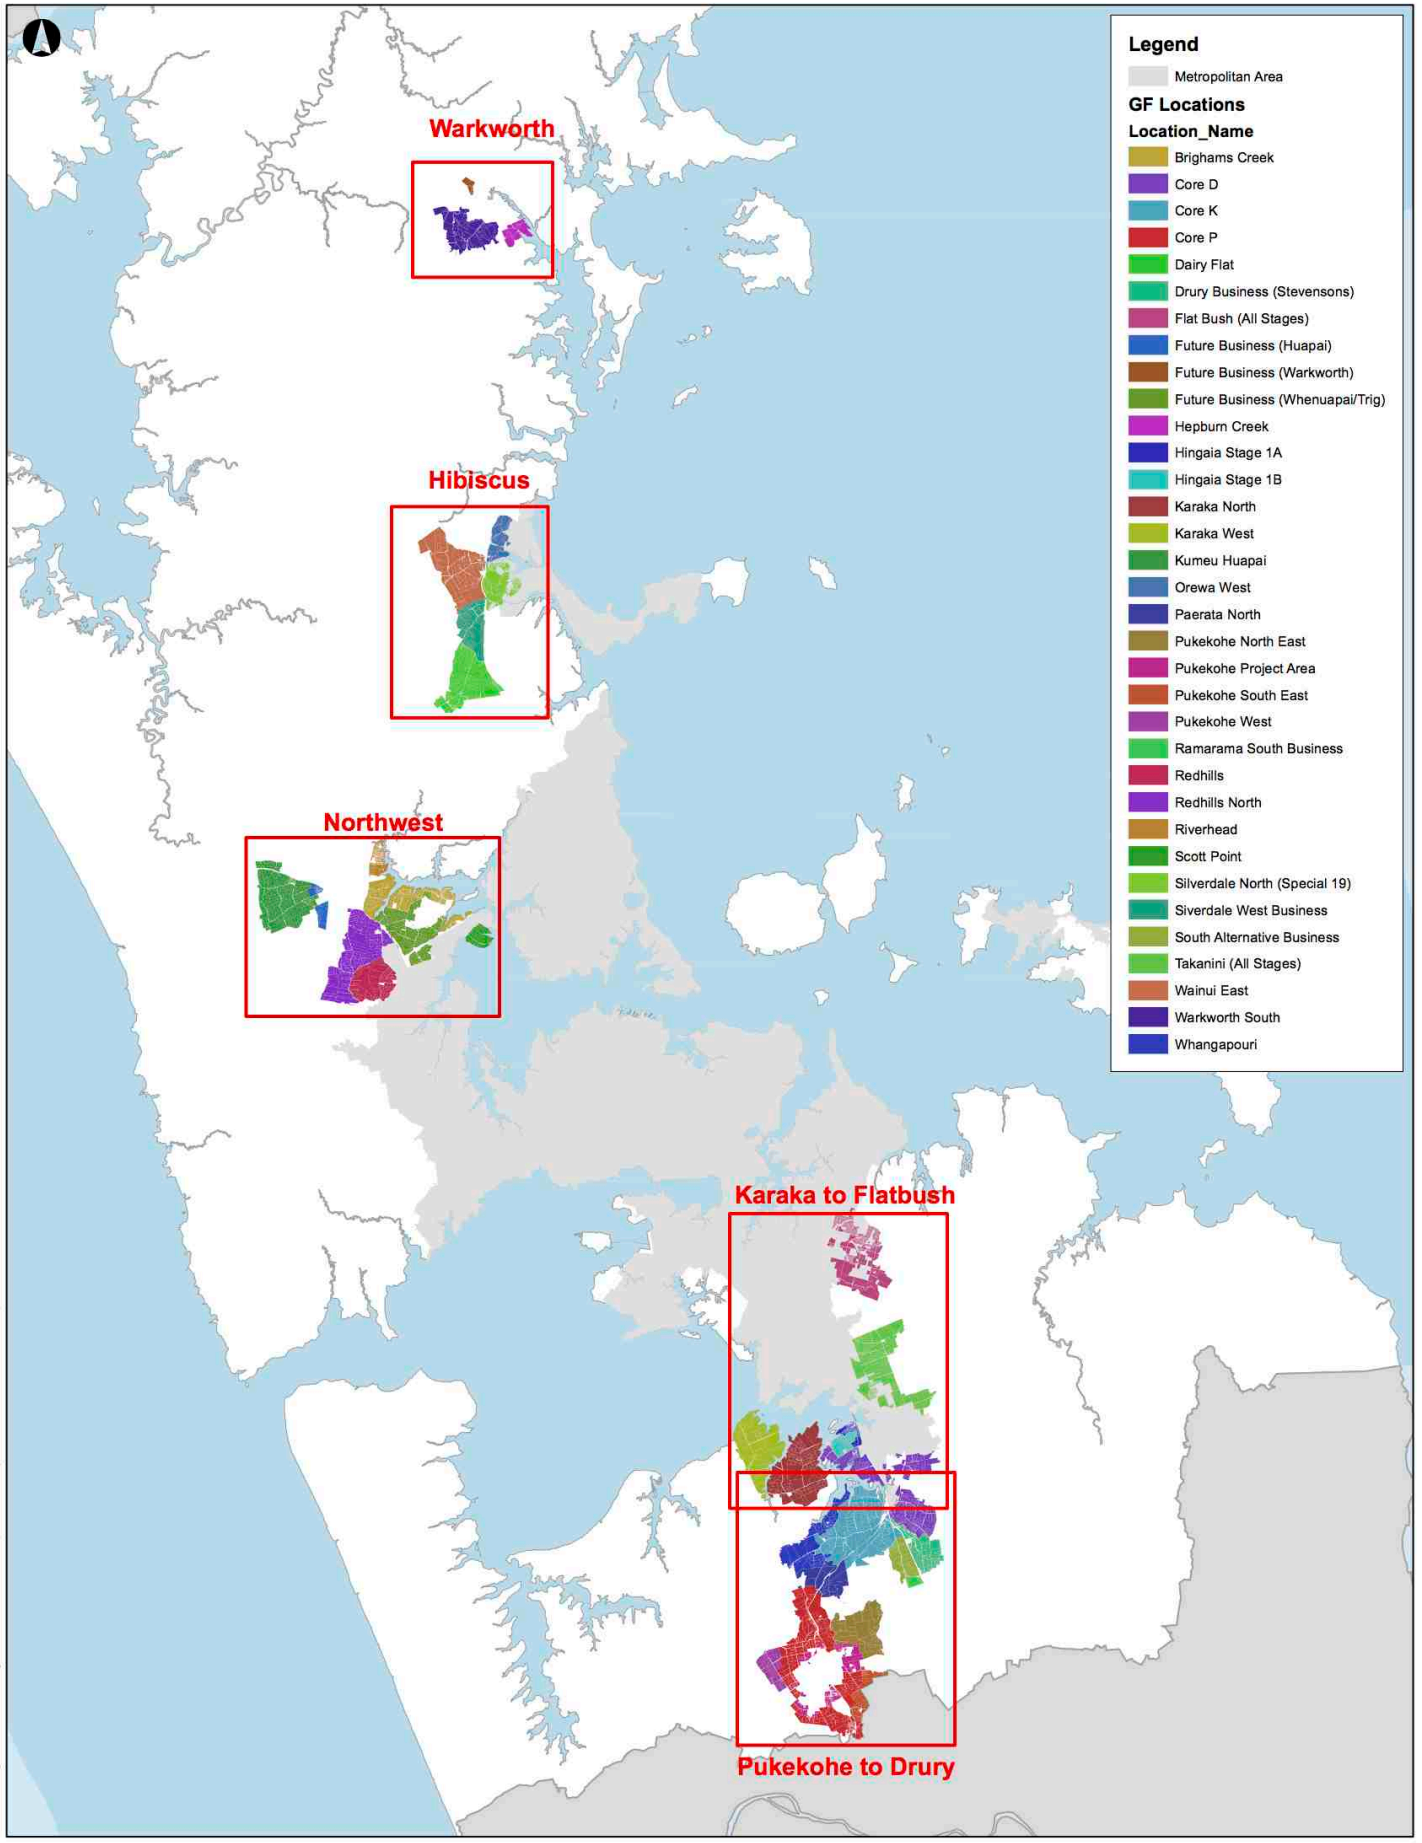 Warkworth
Hibiscus
Northwest
Karaka to Flatbush
Pukekohe to Drury
Legend
Metropolitan Area
GF Locations
Location_Name
Brighams Creek
Core D
Core K
Core P
Dairy Flat
Drury Business (Stevensons)
Flat Bush (All Stages)
Future Business (Huapai)
Future Business (Warkworth)
Future Business (Whenuapai/Trig)
Hepburn Creek
Hingaia Stage 1A
Hingaia Stage 1B
Karaka North
Karaka West
Kumeu Huapai
Orewa West
Paerata North
Pukekohe North East
Pukekohe Project Area
Pukekohe South East
Pukekohe West
Ramarama South Business
Redhills
Redhills North
Riverhead
Scott Point
Silverdale North (Special 19)
Siverdale West Business
South Alternative Business
Takanini (All Stages)
Wainui East
Warkworth South
Whangapouri